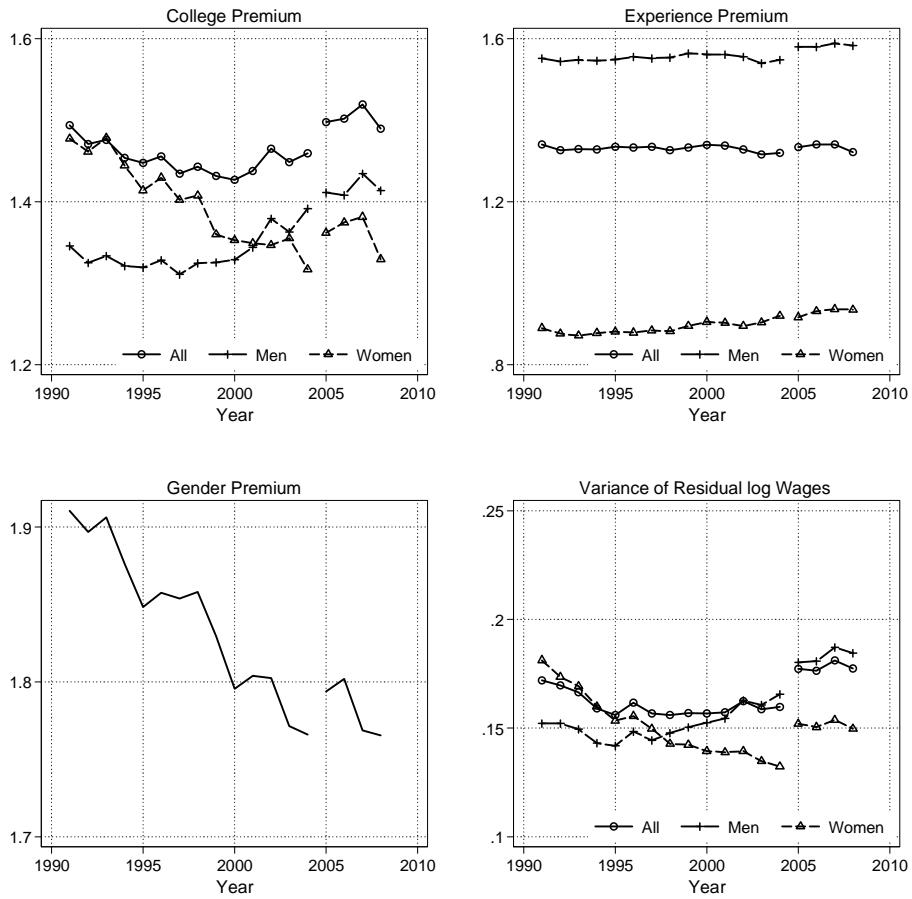 College Premium
1.6
1.4
1.2
All Men Women
1990 1995 2000 2005 2010
Year
Experience Premium
1.6
1.2
.8
All Men Women
1990 1995 2000 2005 2010
Year
Gender Premium
1.9
1.8
1.7
1990 1995 2000 2005 2010
Year
Variance of Residual log Wages
.25
.2
.15
.1
All Men Women
1990 1995 2000 2005 2010
Year